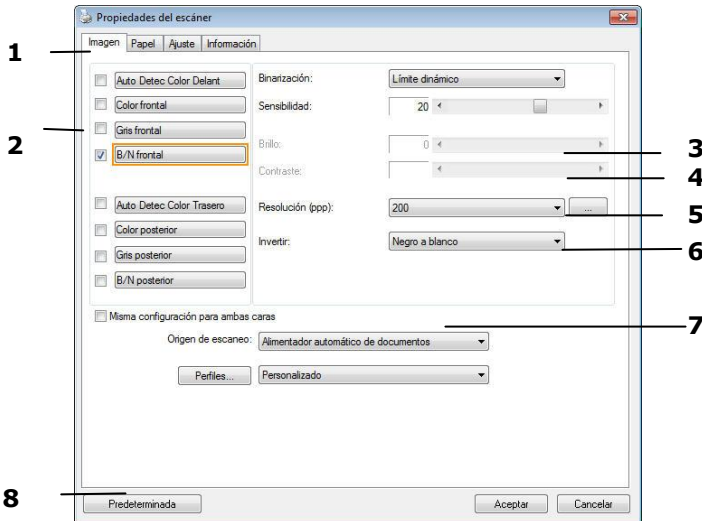 Propiedades del escáner
1
Imagen Papel Ajuste Información
2
Auto Detec Color Delant
Color frontal
Gris frontal
B/N frontal
Auto Detec Color Trasero
Color posterior
Gris posterior
B/N posterior
Binarización: Límite dinámico
Sensibilidad: 20
Brillo: 0
3
Contraste:
4
Resolución (ppp): 200 ...
5
Invertir: Negro a blanco
6
Misma configuración para ambas caras
7
Origen de escaneo: Alimentador automático de documentos
Perfiles... Personalizado
8
Predeterminada Aceptar Cancelar